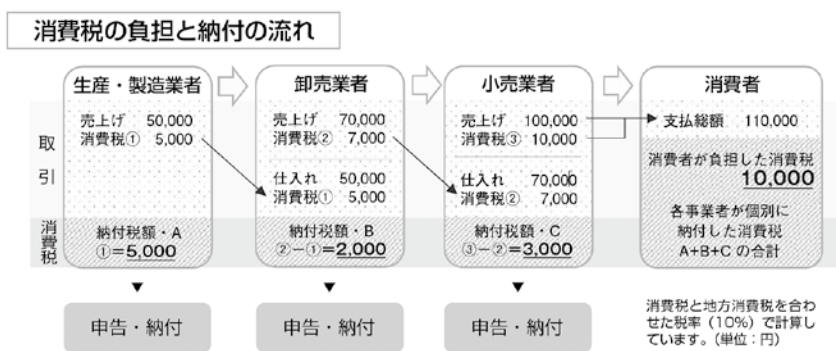 消費税の負担と納付の流れ
生産・製造業者
卸売業者
小売業者
消費者
取引
売上げ 50,000
消費税① 5,000
売上げ 70,000
消費税② 7,000
仕入れ 50,000
消費税① 5,000
売上げ 100,000
消費税③ 10,000
仕入れ 70,000
消費税② 7,000
支払総額 110,000
消費者が負担した消費税
10,000
各事業者が個別に
納付した消費税
A+B+Cの合計
消費税
納付税額・A
①=5,000
納付税額・B
②−①=2,000
納付税額・C
③−②=3,000
申告・納付
申告・納付
申告・納付
消費税と地方消費税を合わ
せた税率（10%）で計算し
ています。（単位：円）